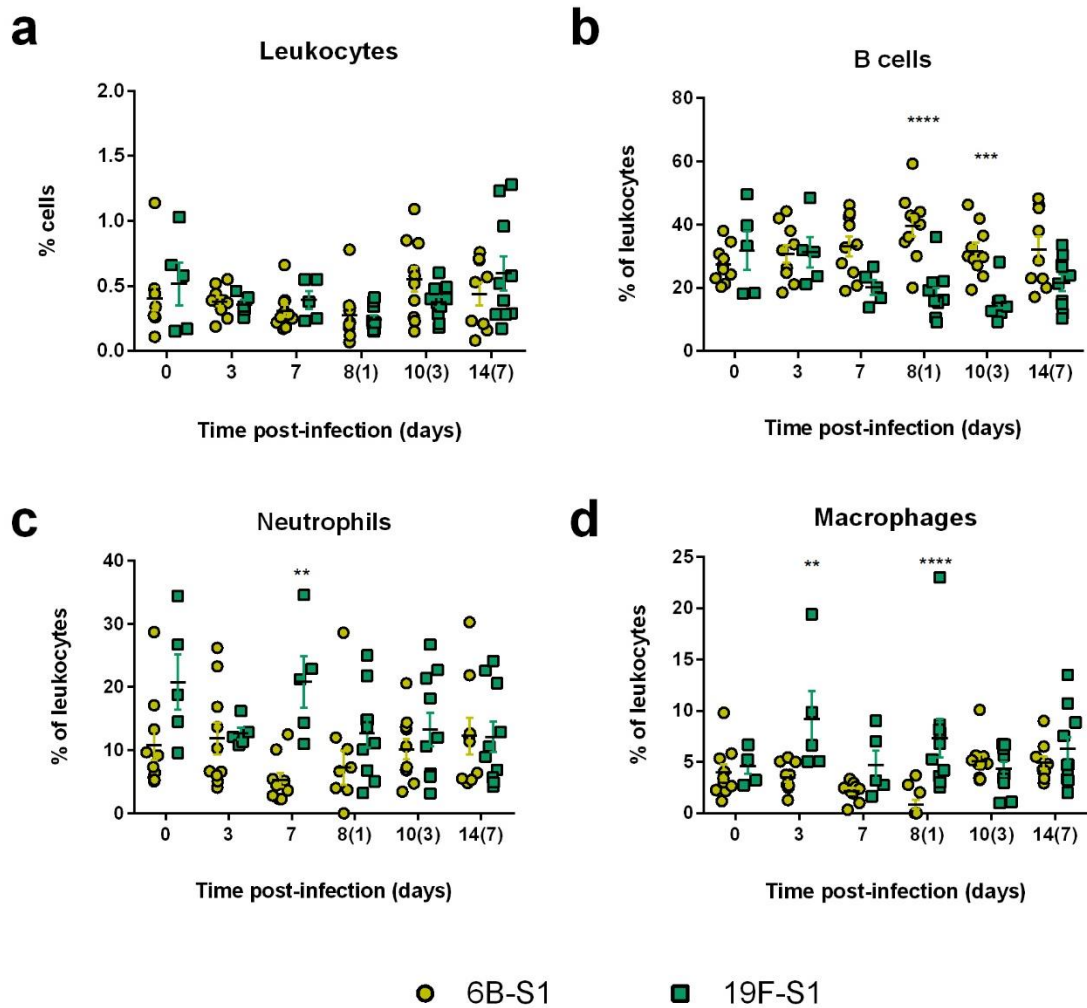 a
Leukocytes
% cells
2.0
1.5
1.0
0.5
0.0
0 3 7 8(1) 10(3) 14(7)
Time post-infection (days)
b
B cells
% of leukocytes
80
60
40
20
0
**** ***
0 3 7 8(1) 10(3) 14(7)
Time post-infection (days)
c
Neutrophils
% of leukocytes
40
30
20
10
0
**
0 3 7 8(1) 10(3) 14(7)
Time post-infection (days)
d
Macrophages
% of leukocytes
25
20
15
10
5
0
** ****
0 3 7 8(1) 10(3) 14(7)
Time post-infection (days)
6B-S1 19F-S1